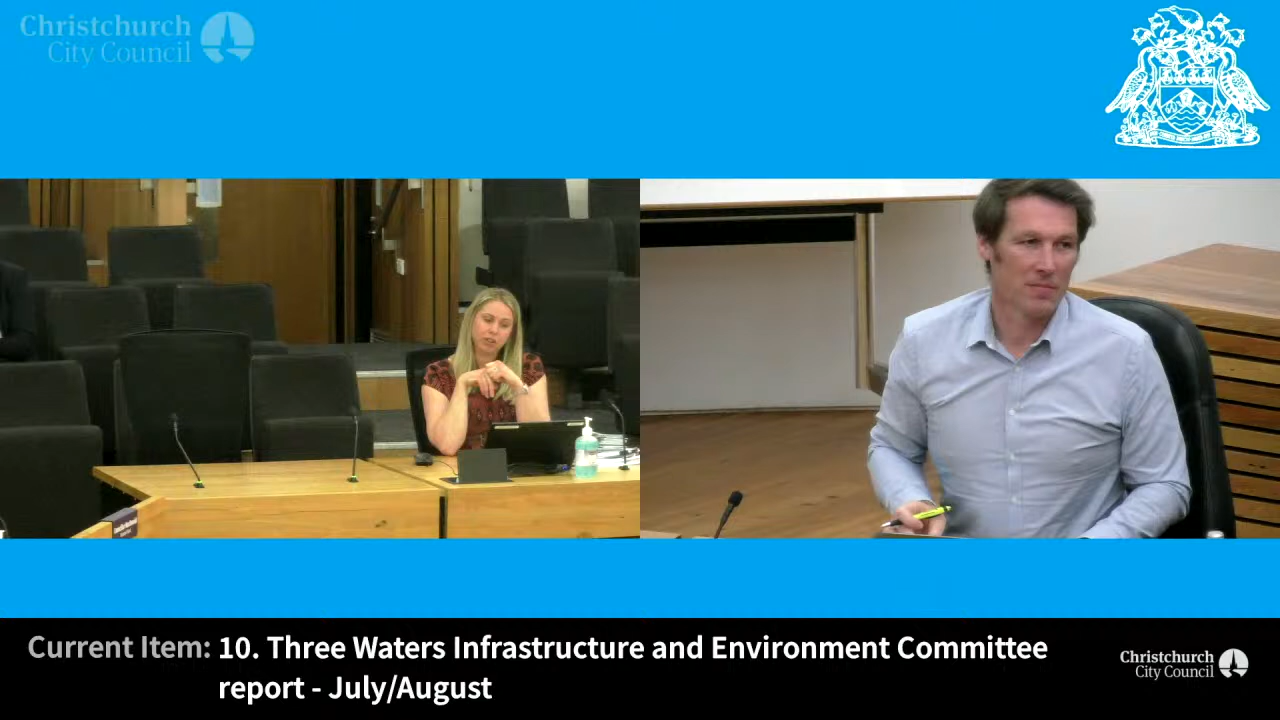 Christchurch
City Council
Current Item: 10. Three Waters Infrastructure and Environment Committee
report - July/August
Christchurch
City Council